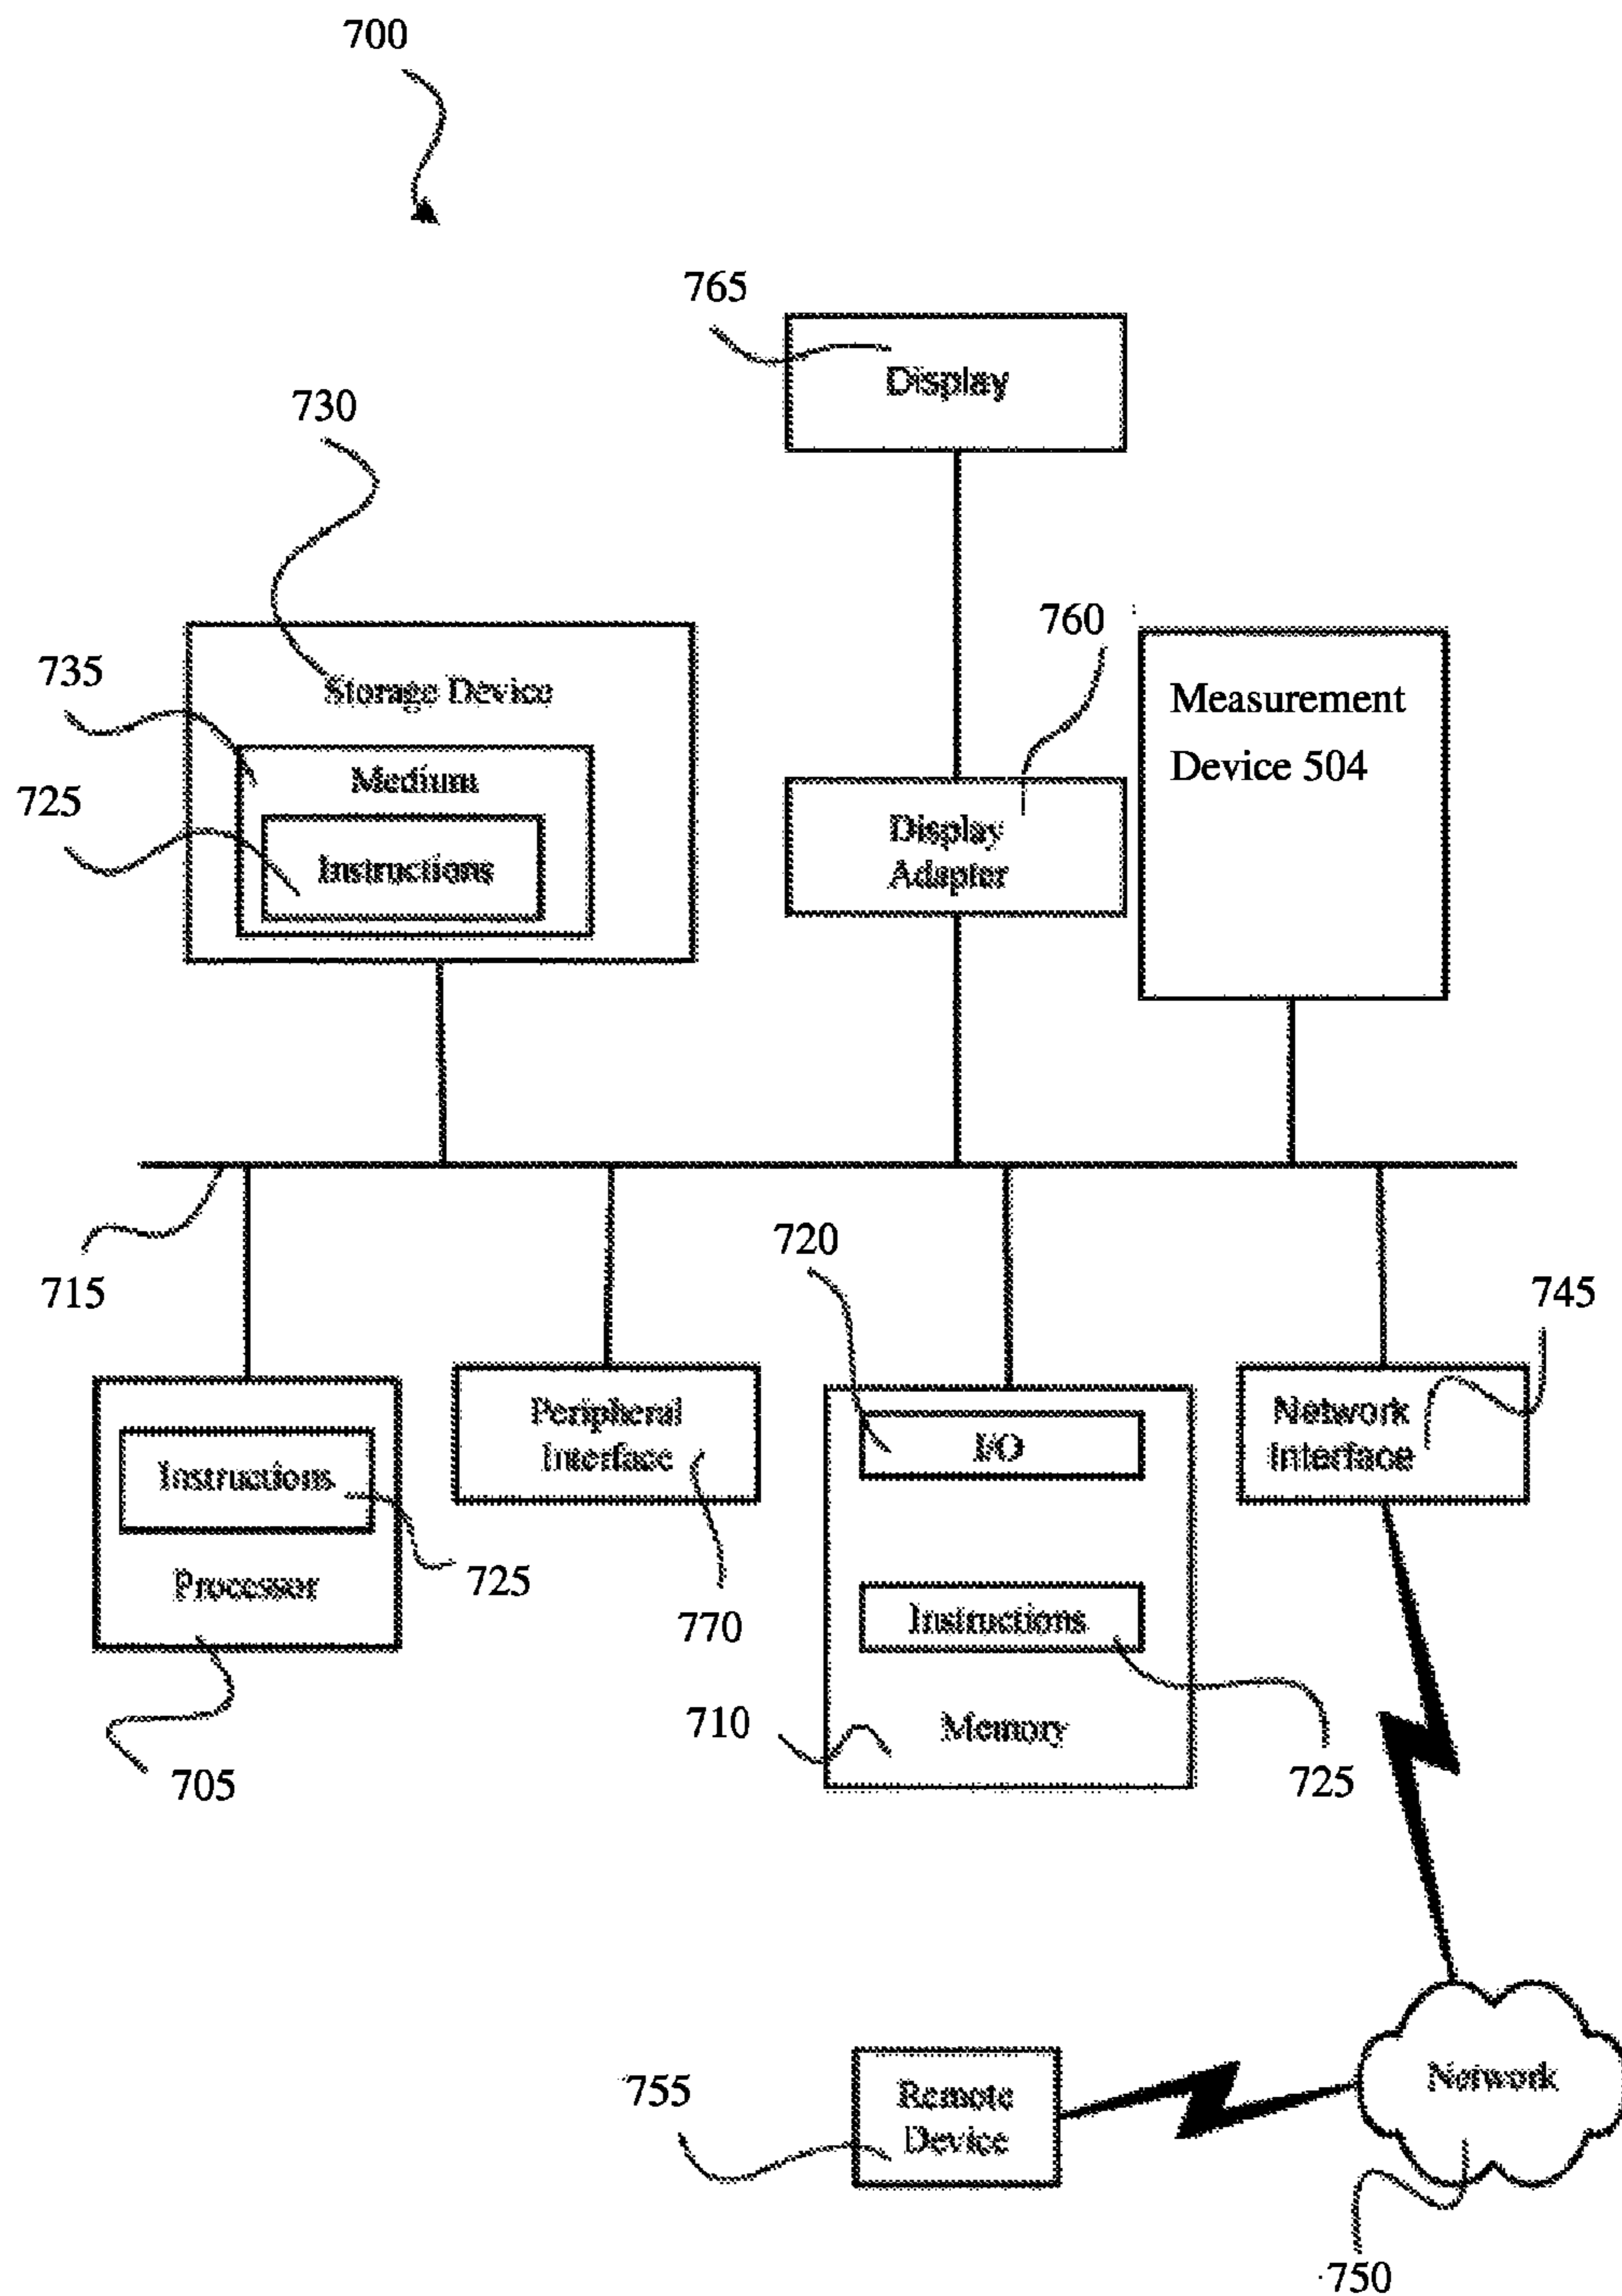 700
765
Display
730
760
735
Storage Device
Measurement
Device 504
Medium
725
Instructions
Display
Adapter
715
720
745
Peripheral
Interface
I/O
Network
Interface
Instructions
Processor
725
770
Instructions
710
Memory
705
725
755
Remote
Device
Network
750